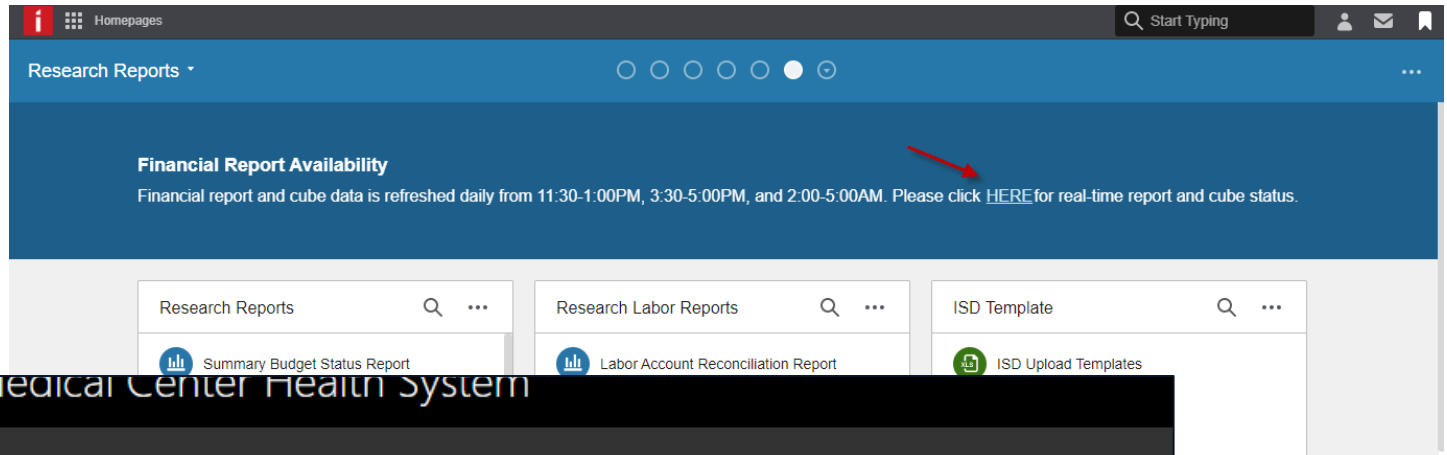 Homepages
Start Typing
Research Reports
Financial Report Availability
Financial report and cube data is refreshed daily from 11:30-1:00PM, 3:30-5:00PM, and 2:00-5:00AM. Please click HERE for real-time report and cube status.
Research Reports
Research Labor Reports
ISD Template
Summary Budget Status Report
Labor Account Reconciliation Report
XLS
ISD Upload Templates
Medical Center Health System